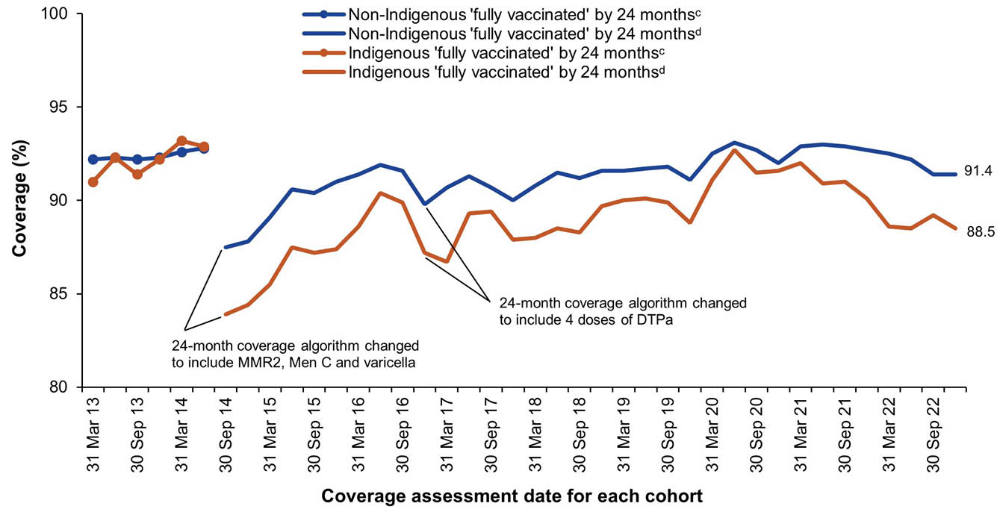 100
95
90
85
80
Coverage (%)
Non-Indigenous 'fully vaccinated' by 24 monthsᶜ
Non-Indigenous 'fully vaccinated' by 24 monthsᵈ
Indigenous 'fully vaccinated' by 24 monthsᶜ
Indigenous 'fully vaccinated' by 24 monthsᵈ
91.4
88.5
24-month coverage algorithm changed
to include 4 doses of DTPa
24-month coverage algorithm changed
to include MMR2, Men C and varicella
31 Mar 13
30 Sep 13
31 Mar 14
30 Sep 14
31 Mar 15
30 Sep 15
31 Mar 16
30 Sep 16
31 Mar 17
30 Sep 17
31 Mar 18
30 Sep 18
31 Mar 19
30 Sep 19
31 Mar 20
30 Sep 20
31 Mar 21
30 Sep 21
31 Mar 22
30 Sep 22
Coverage assessment date for each cohort